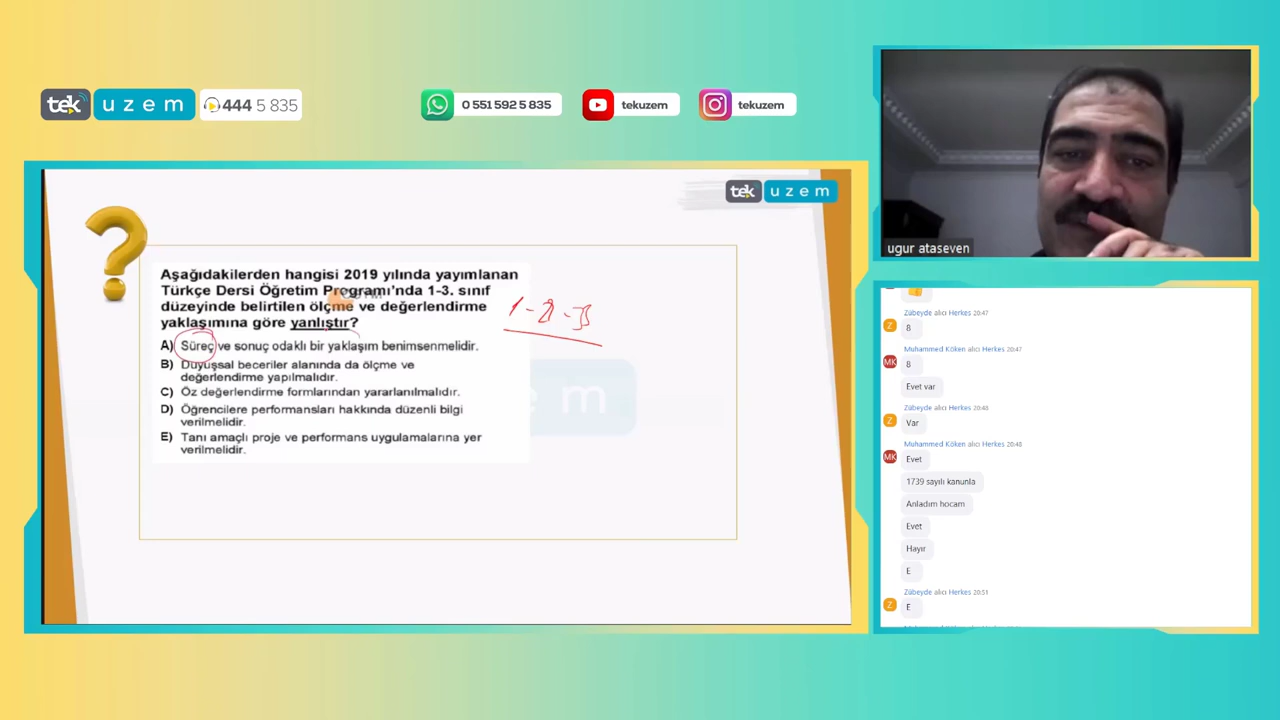 tek uzem 444 5 835
0 551 592 5 835
tekuzem
tekuzem
tek uzem
Aşağıdakilerden hangisi 2019 yılında yayımlanan
Türkçe Dersi Öğretim Programı'nda 1-3. sınıf
düzeyinde belirtilen ölçme ve değerlendirme
yaklaşımına göre yanlıştır?
1-2-3
A) Süreç ve sonuç odaklı bir yaklaşım benimsenmelidir.
B) Duyuşsal beceriler alanında da ölçme ve
değerlendirme yapılmalıdır.
C) Öz değerlendirme formlarından yararlanılmalıdır.
D) Öğrencilere performansları hakkında düzenli bilgi
verilmelidir.
E) Tanı amaçlı proje ve performans uygulamalarına yer
verilmelidir.
e m
ugur ataseven
Zübeyde alıcı Herkes 20:47
Z 8
Muhammed Köken alıcı Herkes 20:47
MK 8
Evet var
Zübeyde alıcı Herkes 20:48
Z Var
Muhammed Köken alıcı Herkes 20:48
MK Evet
1739 sayılı kanunla
Anladım hocam
Evet
Hayır
E
Zübeyde alıcı Herkes 20:51
Z E